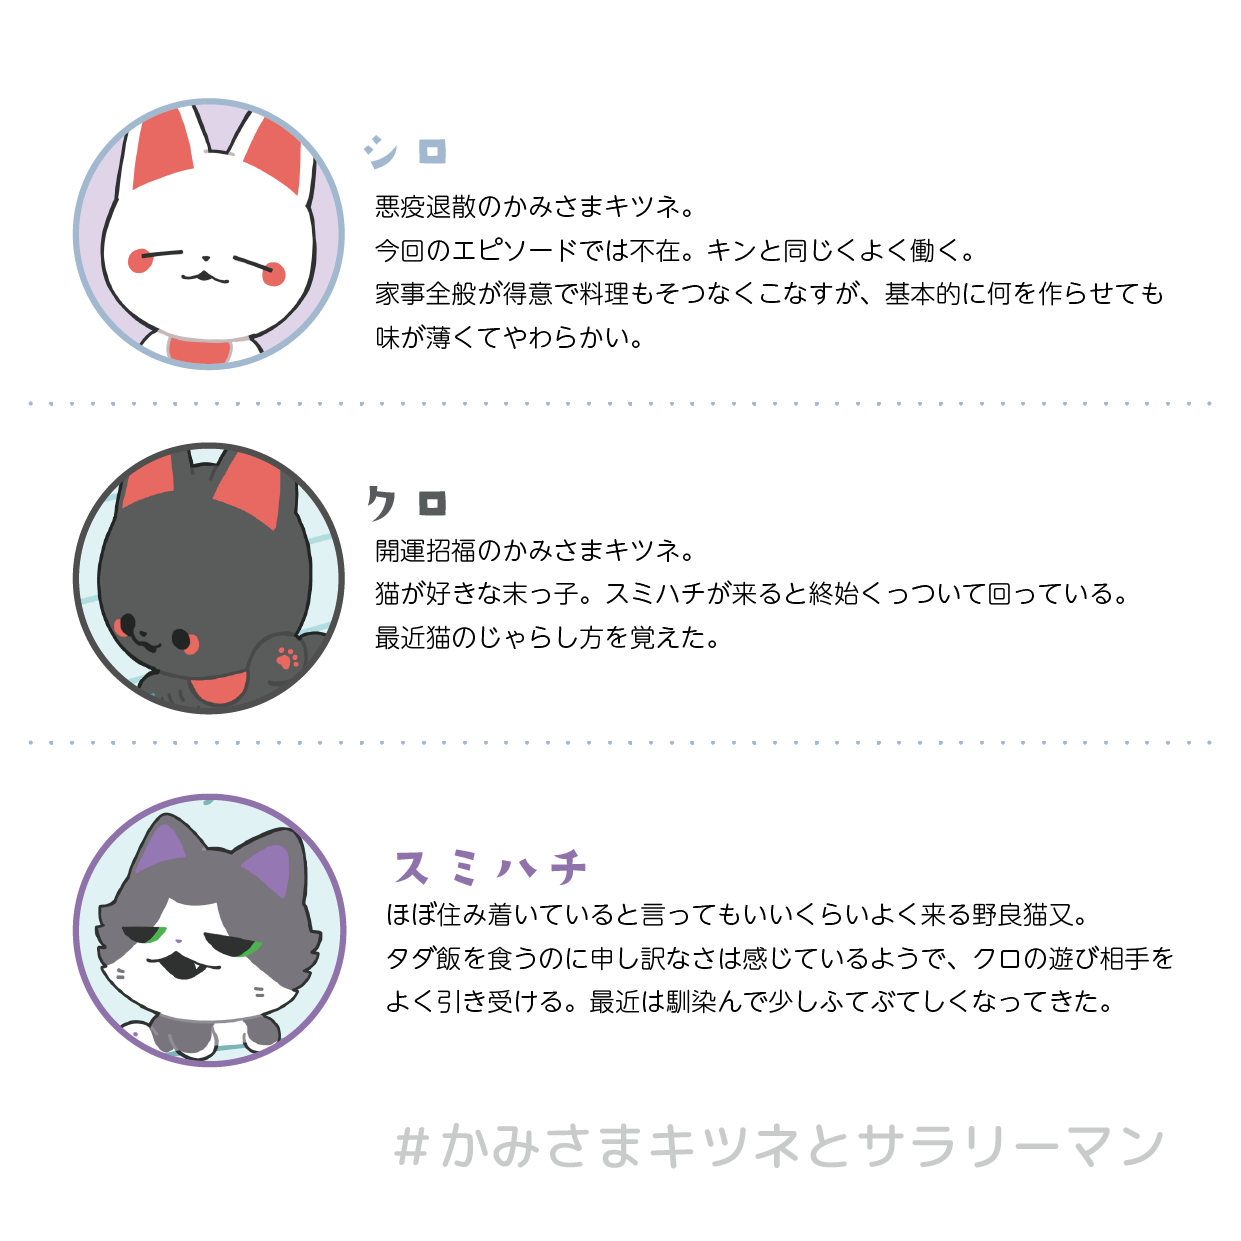 シロ
悪疫退散のかみさまキツネ。
今回のエピソードでは不在。キンと同じくよく働く。
家事全般が得意で料理もそつなくこなすが、基本的に何を作らせても
味が薄くてやわらかい。
クロ
開運招福のかみさまキツネ。
猫が好きな末っ子。スミハチが来ると終始くっついて回っている。
最近猫のじゃらし方を覚えた。
スミハチ
ほぼ住み着いていると言ってもいいくらいよく来る野良猫又。
タダ飯を食うのに申し訳なさは感じているようで、クロの遊び相手を
よく引き受ける。最近は馴染んで少しふてぶてしくなってきた。
#かみさまキツネとサラリーマン